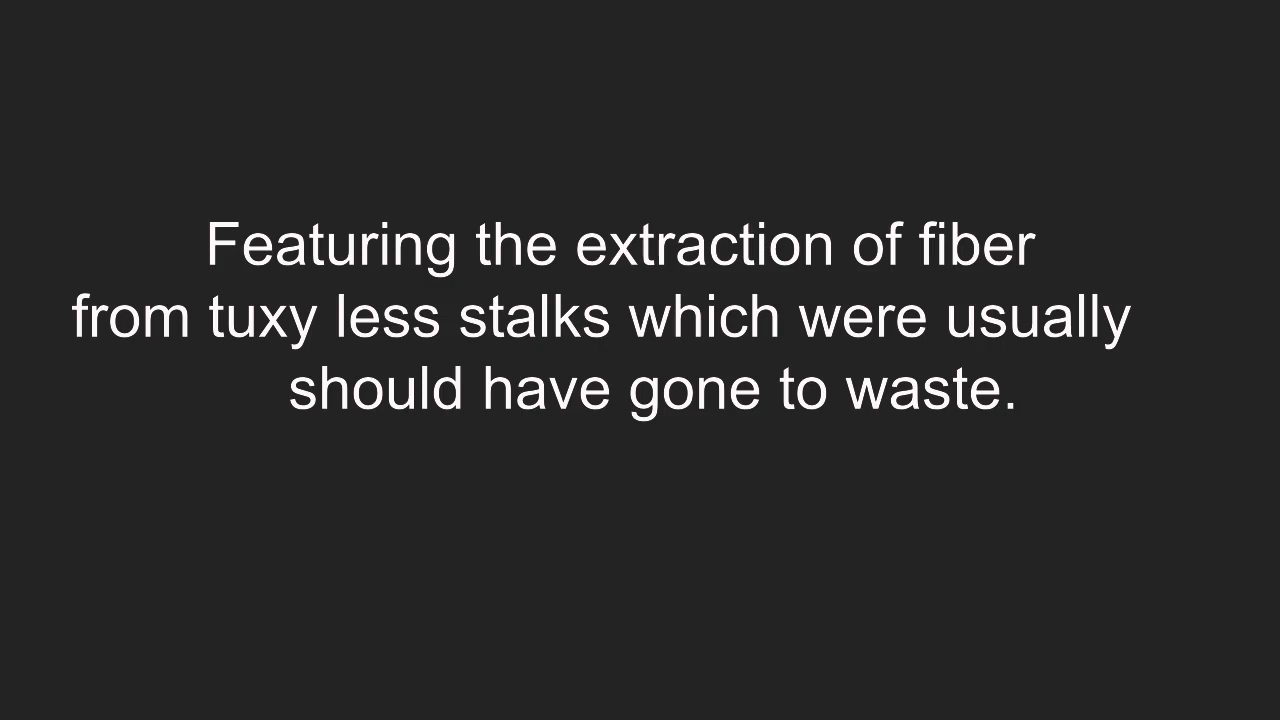 Featuring the extraction of fiber
from tuxy less stalks which were usually
should have gone to waste.